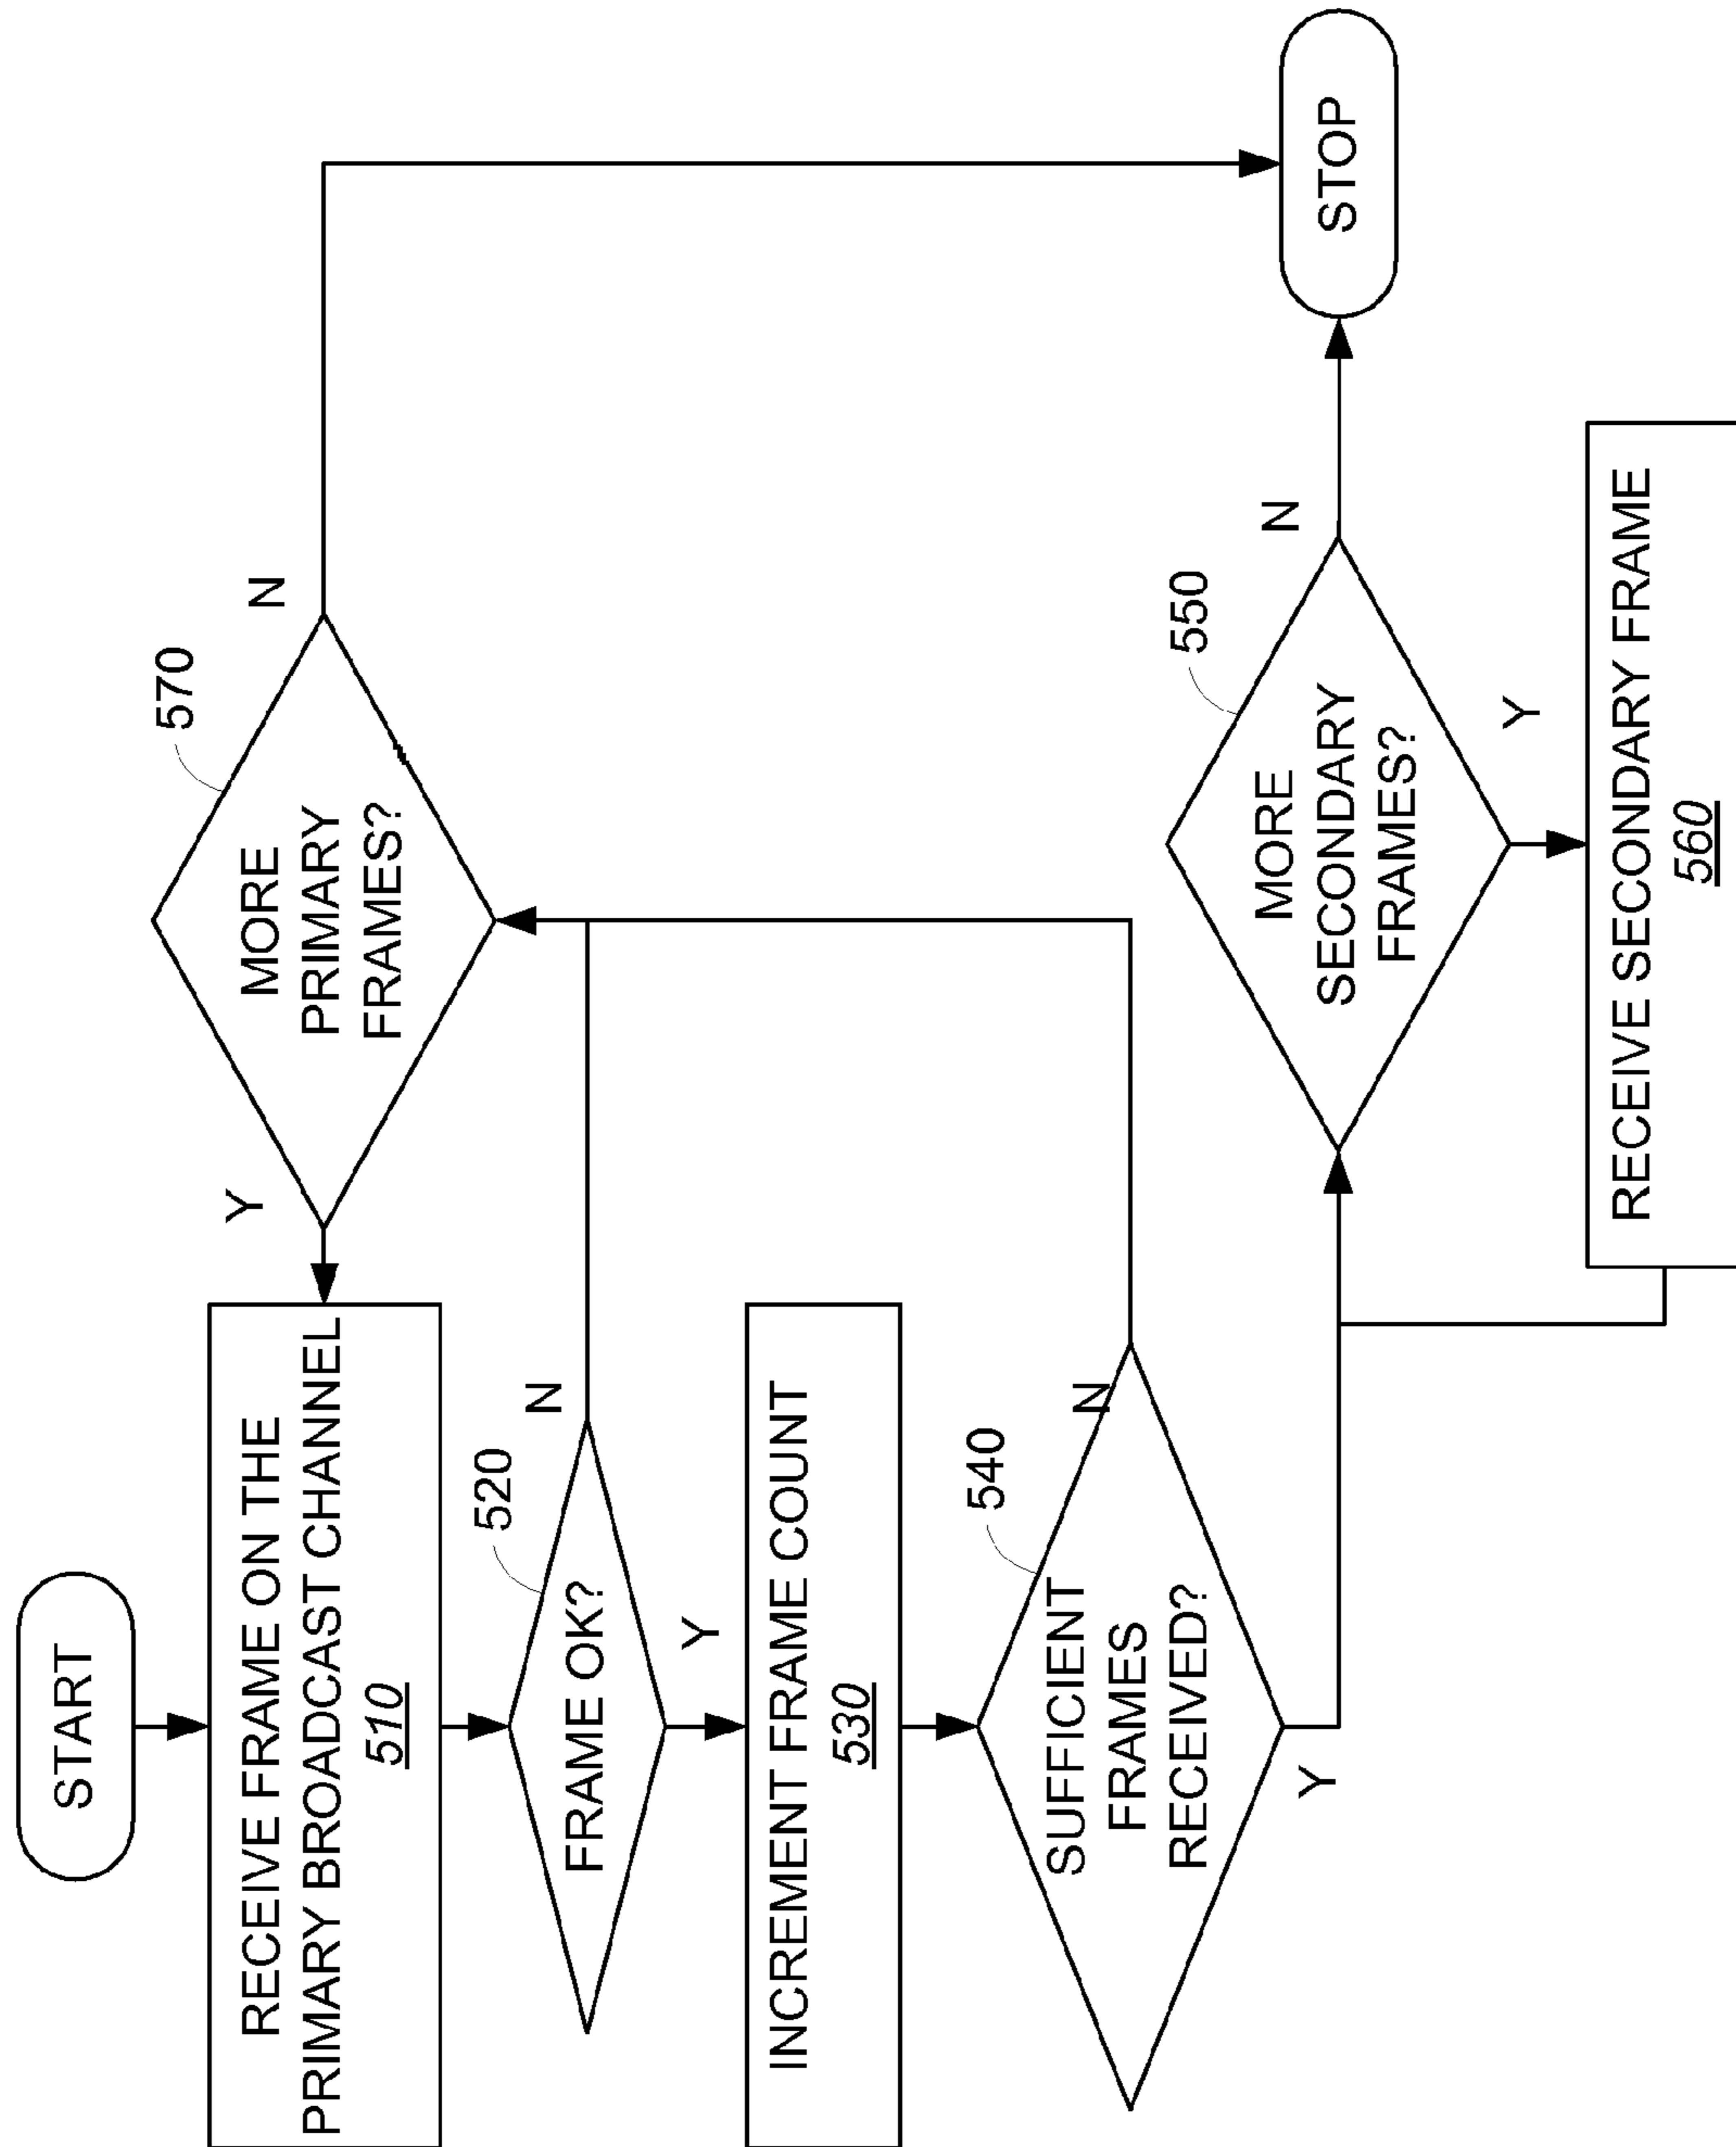 START
RECEIVE FRAME ON THE
PRIMARY BROADCAST CHANNEL
510
FRAME OK?
520
N
Y
INCREMENT FRAME COUNT
530
SUFFICIENT
FRAMES
RECEIVED?
540
N
Y
MORE
PRIMARY
FRAMES?
570
Y
N
MORE
SECONDARY
FRAMES?
550
N
Y
RECEIVE SECONDARY FRAME
560
STOP